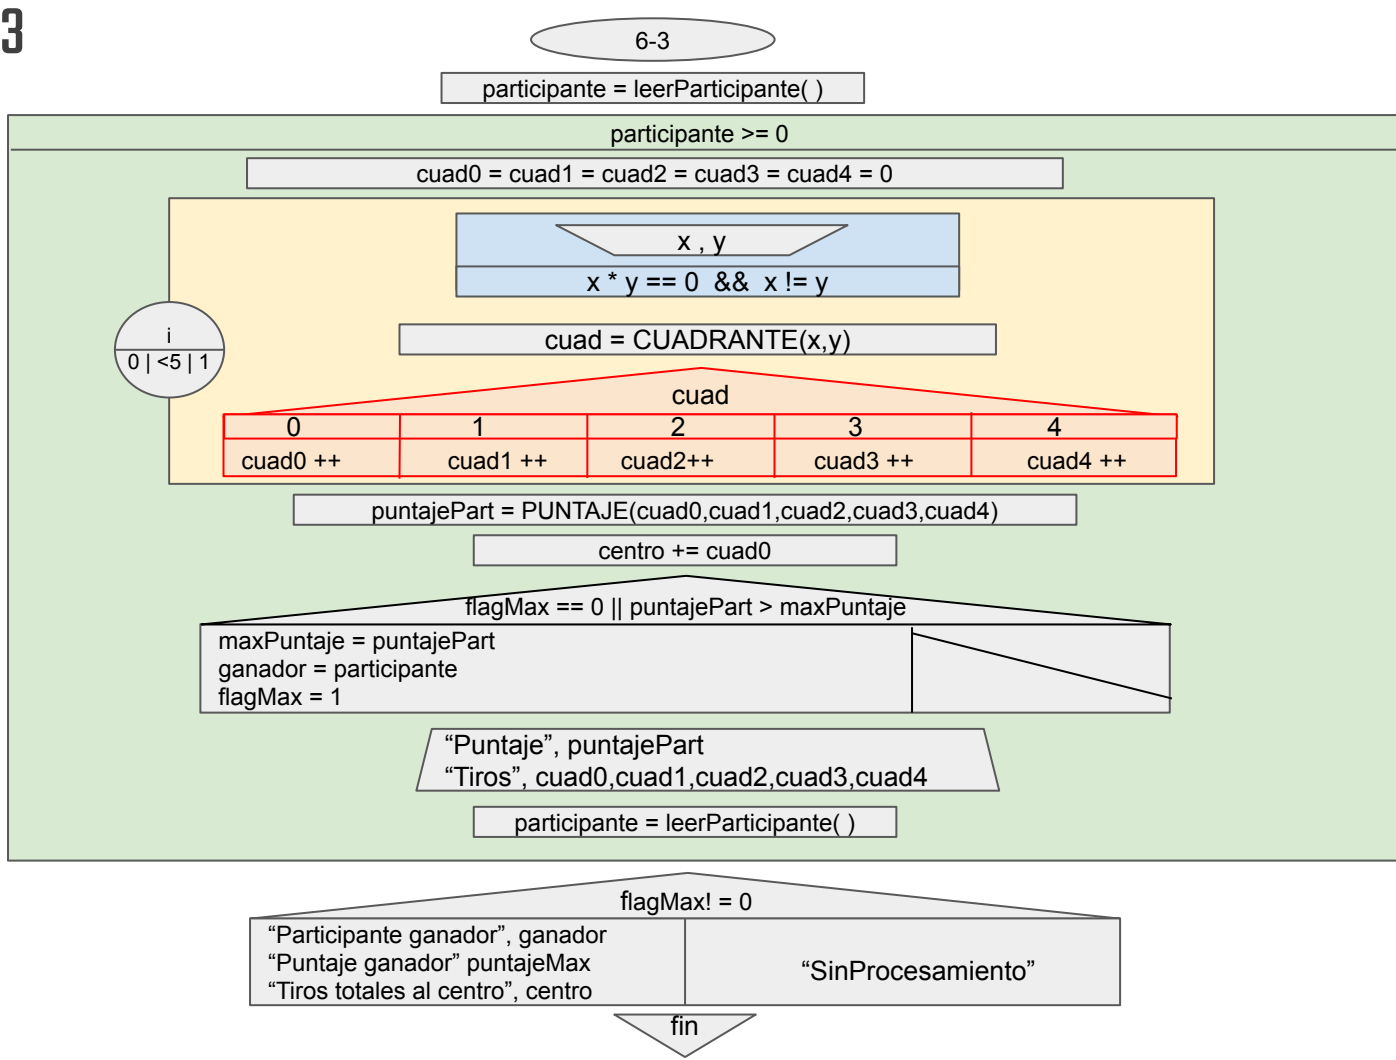 3
6-3
participante = leerParticipante( )
participante >= 0
cuad0 = cuad1 = cuad2 = cuad3 = cuad4 = 0
x , y
x * y == 0 && x != y
i
0 | <5 | 1
cuad = CUADRANTE(x,y)
cuad
0 1 2 3 4
cuad0 ++ cuad1 ++ cuad2++ cuad3 ++ cuad4 ++
puntajePart = PUNTAJE(cuad0,cuad1,cuad2,cuad3,cuad4)
centro += cuad0
flagMax == 0 || puntajePart > maxPuntaje
maxPuntaje = puntajePart
ganador = participante
flagMax = 1
“Puntaje”, puntajePart
“Tiros”, cuad0,cuad1,cuad2,cuad3,cuad4
participante = leerParticipante( )
flagMax! = 0
“Participante ganador”, ganador
“Puntaje ganador” puntajeMax
“Tiros totales al centro”, centro
“SinProcesamiento”
fin